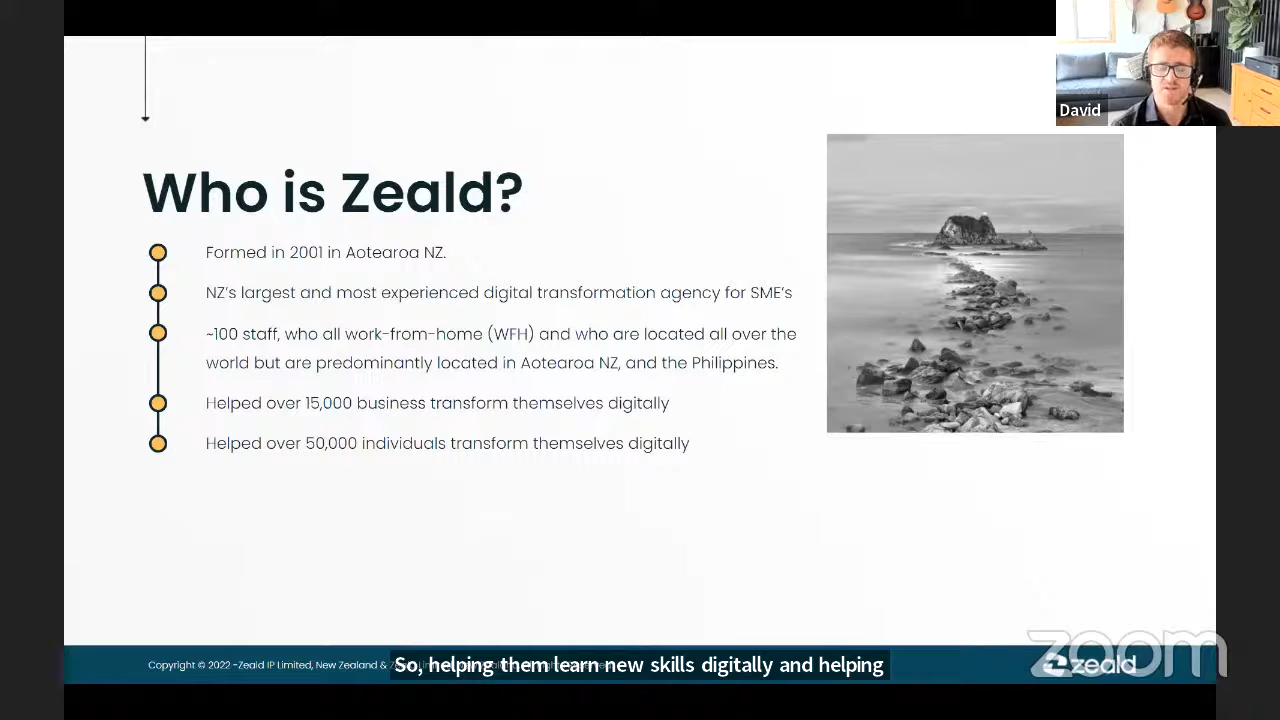 David
Who is Zeald?
Formed in 2001 in Aotearoa NZ.
NZ's largest and most experienced digital transformation agency for SME's
~100 staff, who all work-from-home (WFH) and who are located all over the
world but are predominantly located in Aotearoa NZ, and the Philippines.
Helped over 15,000 business transform themselves digitally
Helped over 50,000 individuals transform themselves digitally
Copyright © 2022 -Zeald IP Limited, New Zealand &
So, helping them learn new skills digitally and helping
zeald
zoom